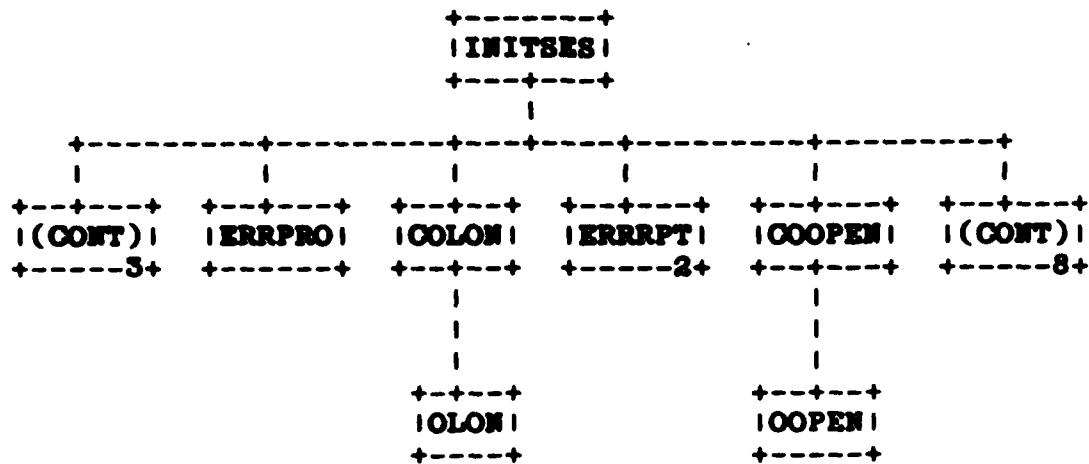 INITSES
(CONT) ERRPRO COLON ERRRPT COOPEN (CONT)
3 2 8
OLON OOPEN